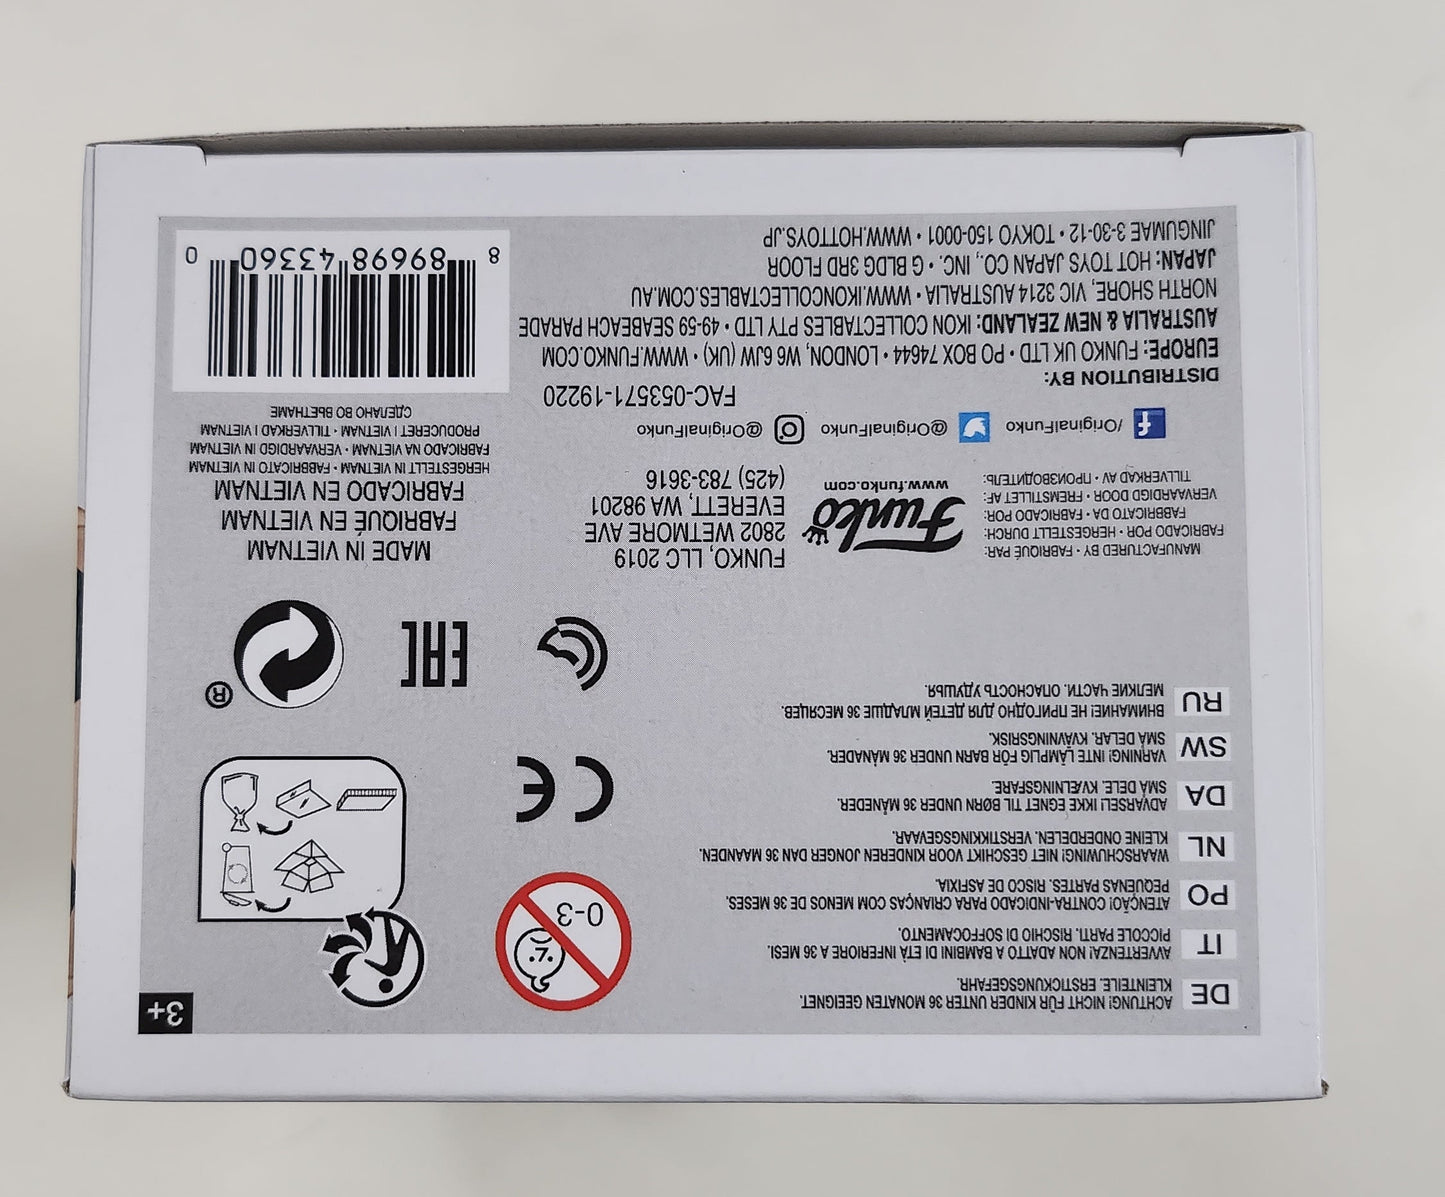 3+
DE
ACHTUNG! NICHT FÜR KINDER UNTER 36 MONATEN GEEIGNET.
KLEINTEILE. ERSTICKUNGSGEFAHR.
IT
AVVERTENZA! NON ADATTO A BAMBINI DI ETÀ INFERIORE A 36 MESI.
PICCOLE PARTI. RISCHIO DI SOFFOCAMENTO.
PO
ATENÇÃO! CONTRA-INDICADO PARA CRIANÇAS COM MENOS DE 36 MESES.
PEQUENAS PARTES. RISCO DE ASFIXIA.
NL
WAARSCHUWING! NIET GESCHIKT VOOR KINDEREN JONGER DAN 36 MAANDEN.
KLEINE ONDERDELEN. VERSTIKKINGSGEVAAR.
DA
ADVARSEL! IKKE EGNET TIL BØRN UNDER 36 MÅNEDER.
SMÅ DELE. KVÆLNINGSFARE.
SW
VARNING! INTE LÄMPLIG FÖR BARN UNDER 36 MÅNADER.
SMÅ DELAR. KVÄVNINGSRISK.
RU
ВНИМАНИЕ! НЕ ПРИГОДНО ДЛЯ ДЕТЕЙ МЛАДШЕ 36 МЕСЯЦЕВ.
МЕЛКИЕ ЧАСТИ. ОПАСНОСТЬ УДУШЬЯ.
0-3
CE
EAC
®
MANUFACTURED BY • FABRIQUÉ PAR:
FABRICADO POR • HERGESTELLT DURCH:
FABBRICATO DA • FABRICADO POR:
VERVAARDIGD DOOR • FREMSTILLET AF:
TILLVERKAD AV • ПРОИЗВОДИТЕЛЬ:
Funko
www.funko.com
FUNKO, LLC 2019
2802 WETMORE AVE
EVERETT, WA 98201
(425) 783-3616
/OriginalFunko
@OriginalFunko
@OriginalFunko
FAC-053571-19220
DISTRIBUTION BY:
EUROPE: FUNKO UK LTD • PO BOX 74644 • LONDON, W6 6JW (UK) • WWW.FUNKO.COM
AUSTRALIA & NEW ZEALAND: IKON COLLECTABLES PTY LTD • 49-59 SEABEACH PARADE
NORTH SHORE, VIC 3214 AUSTRALIA • WWW.IKONCOLLECTABLES.COM.AU
JAPAN: HOT TOYS JAPAN CO., INC. • G BLDG 3RD FLOOR
JINGUMAE 3-30-12 • TOKYO 150-0001 • WWW.HOTTOYS.JP
MADE IN VIETNAM
FABRIQUÉ EN VIETNAM
FABRICADO EN VIETNAM
HERGESTELLT IN VIETNAM • FABBRICATO IN VIETNAM
FABRICADO NA VIETNAM • VERVAARDIGD IN VIETNAM
PRODUCERET I VIETNAM • TILLVERKAD I VIETNAM
СДЕЛАНО ВО ВЬЕТНАМЕ
8 89698 43360 0